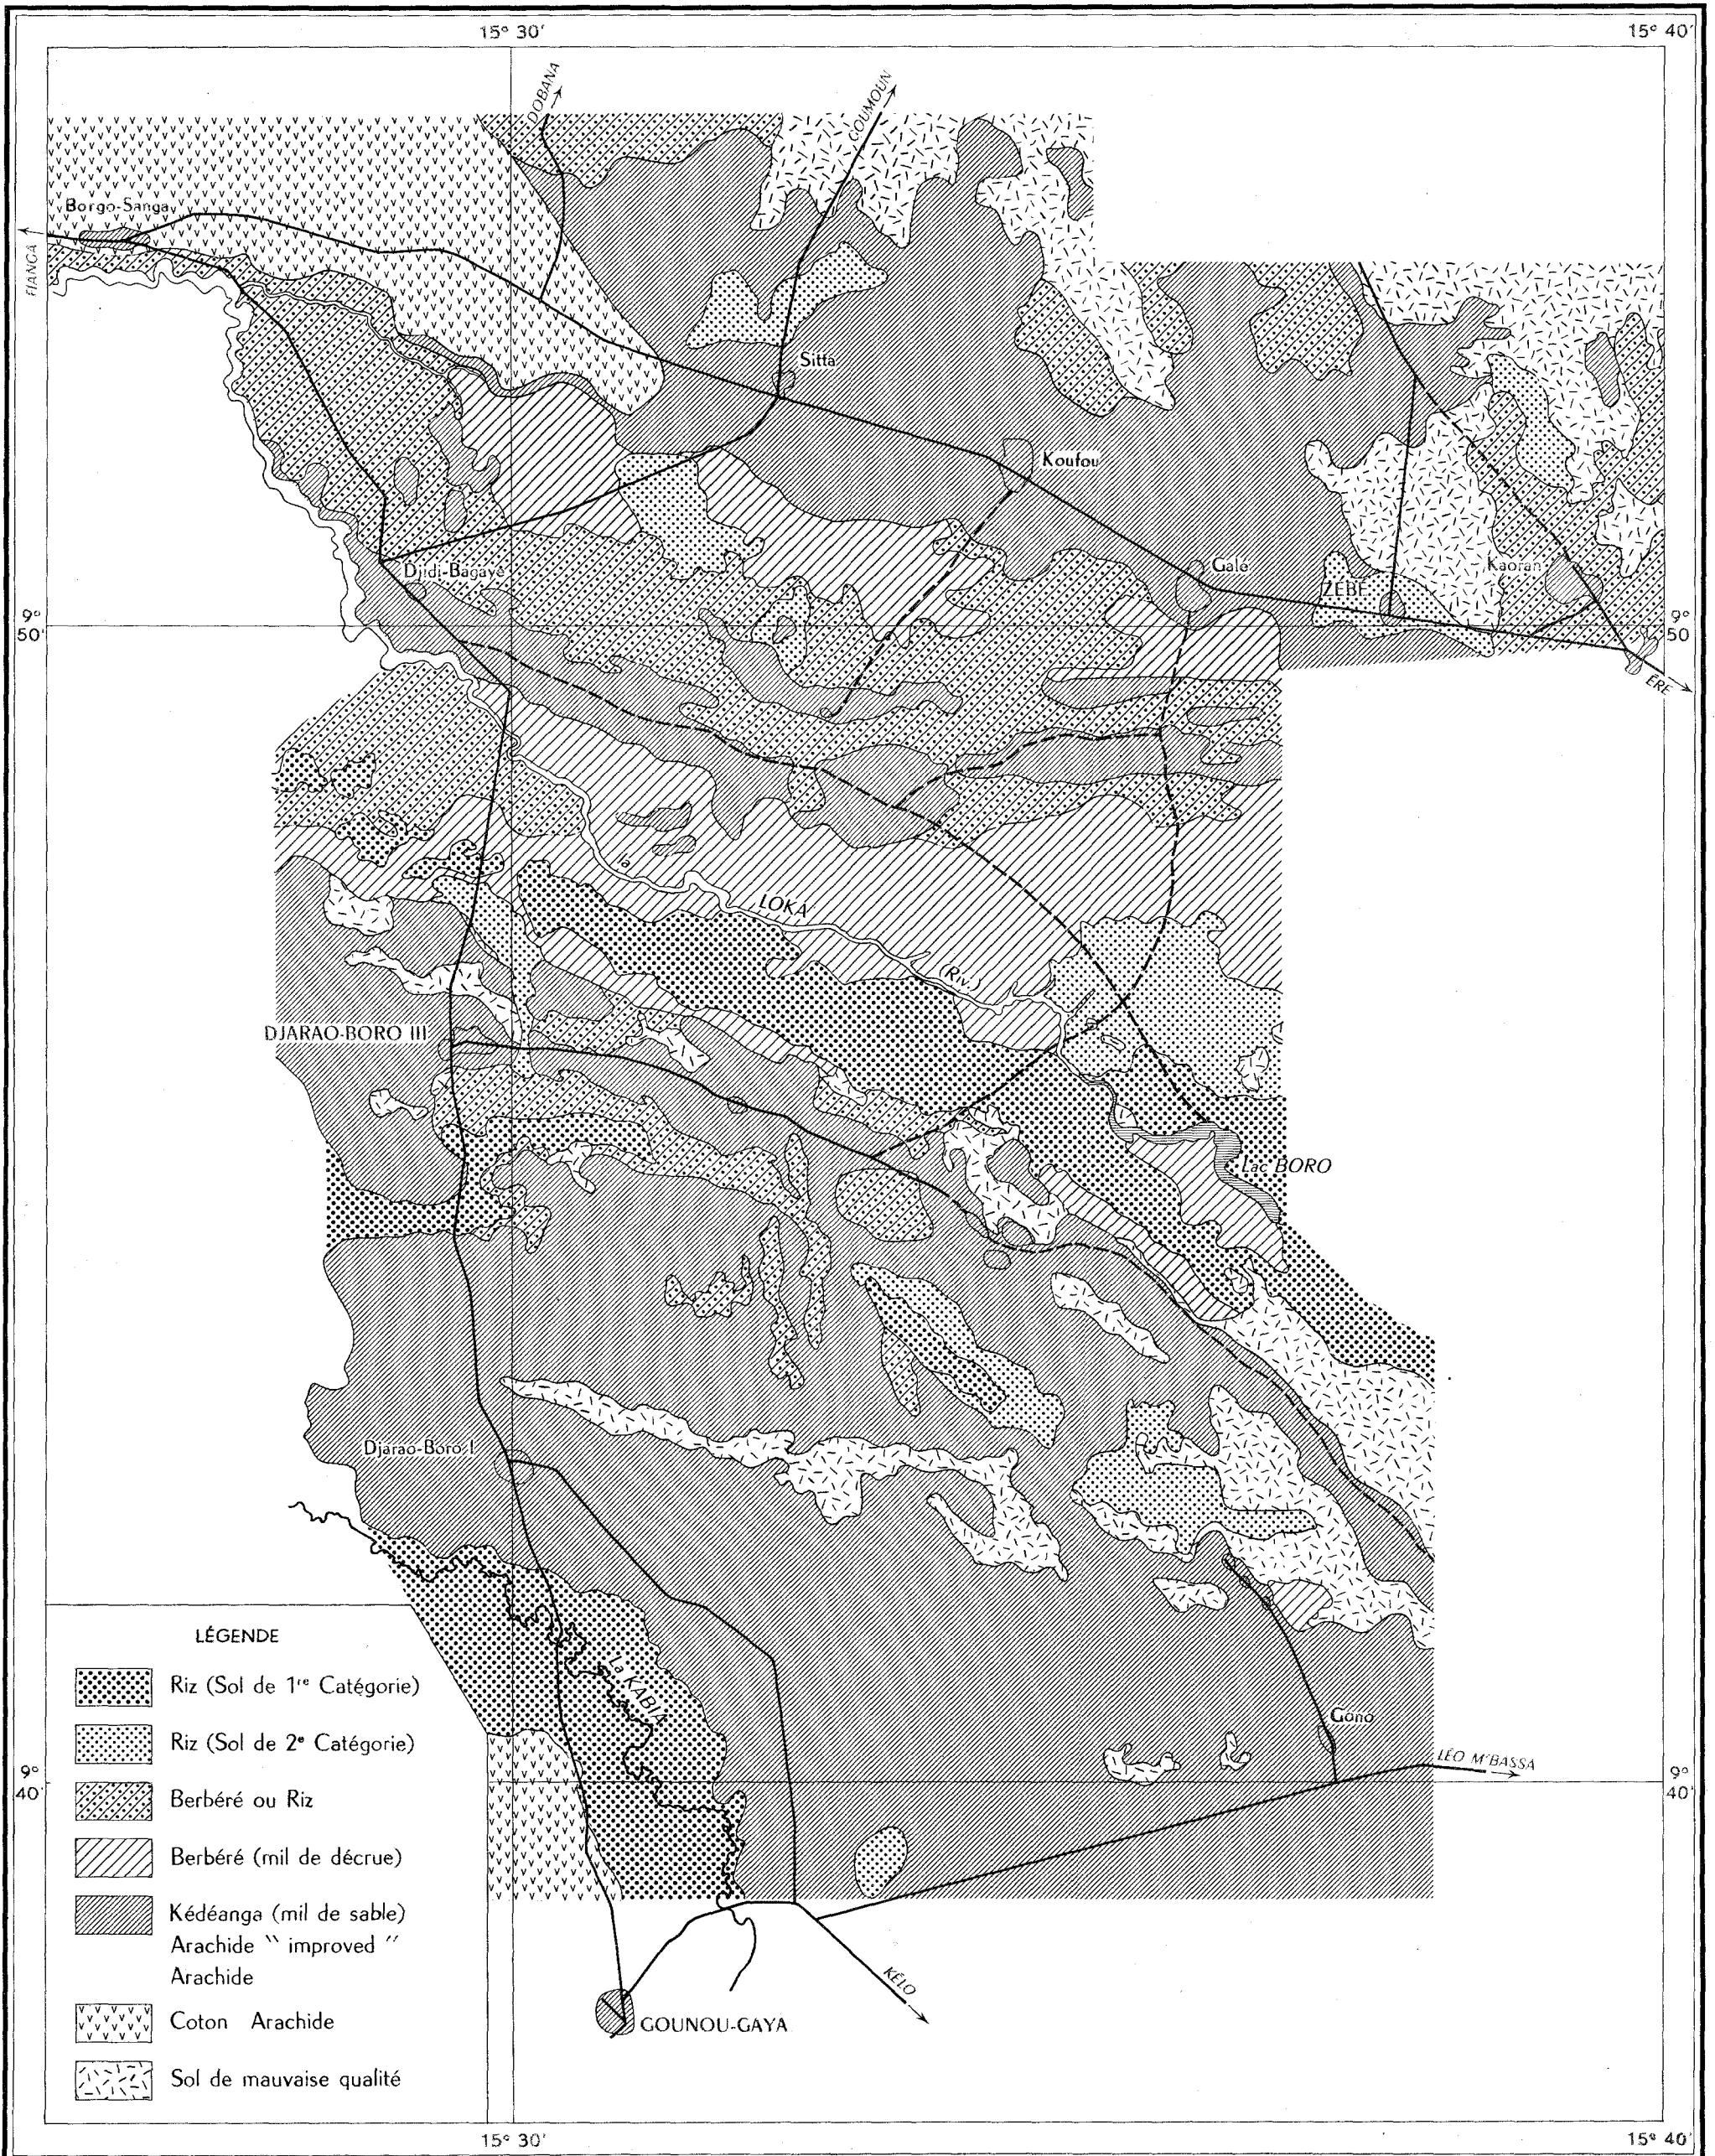 15° 30'
15° 40'
DOBANA
GOUMOUN
Borgo-Sanga
FIANGA
Sitta
Koufou
Djidi-Bagaye
Galé
ZEBE
Kaoran
9°
50'
9°
50'
ERE
la
LOKA
(Riv.)
DJARAO-BORO III
Lac BORO
Djarao-Boro I
La KABIA
Gono
LÉO M'BASSA
9°
40'
9°
40'
KÉLO
GOUNOU-GAYA
LÉGENDE
Riz (Sol de 1re Catégorie)
Riz (Sol de 2e Catégorie)
Berbéré ou Riz
Berbéré (mil de décrue)
Kédéanga (mil de sable)
Arachide " improved "
Arachide
Coton Arachide
Sol de mauvaise qualité
15° 30'
15° 40'